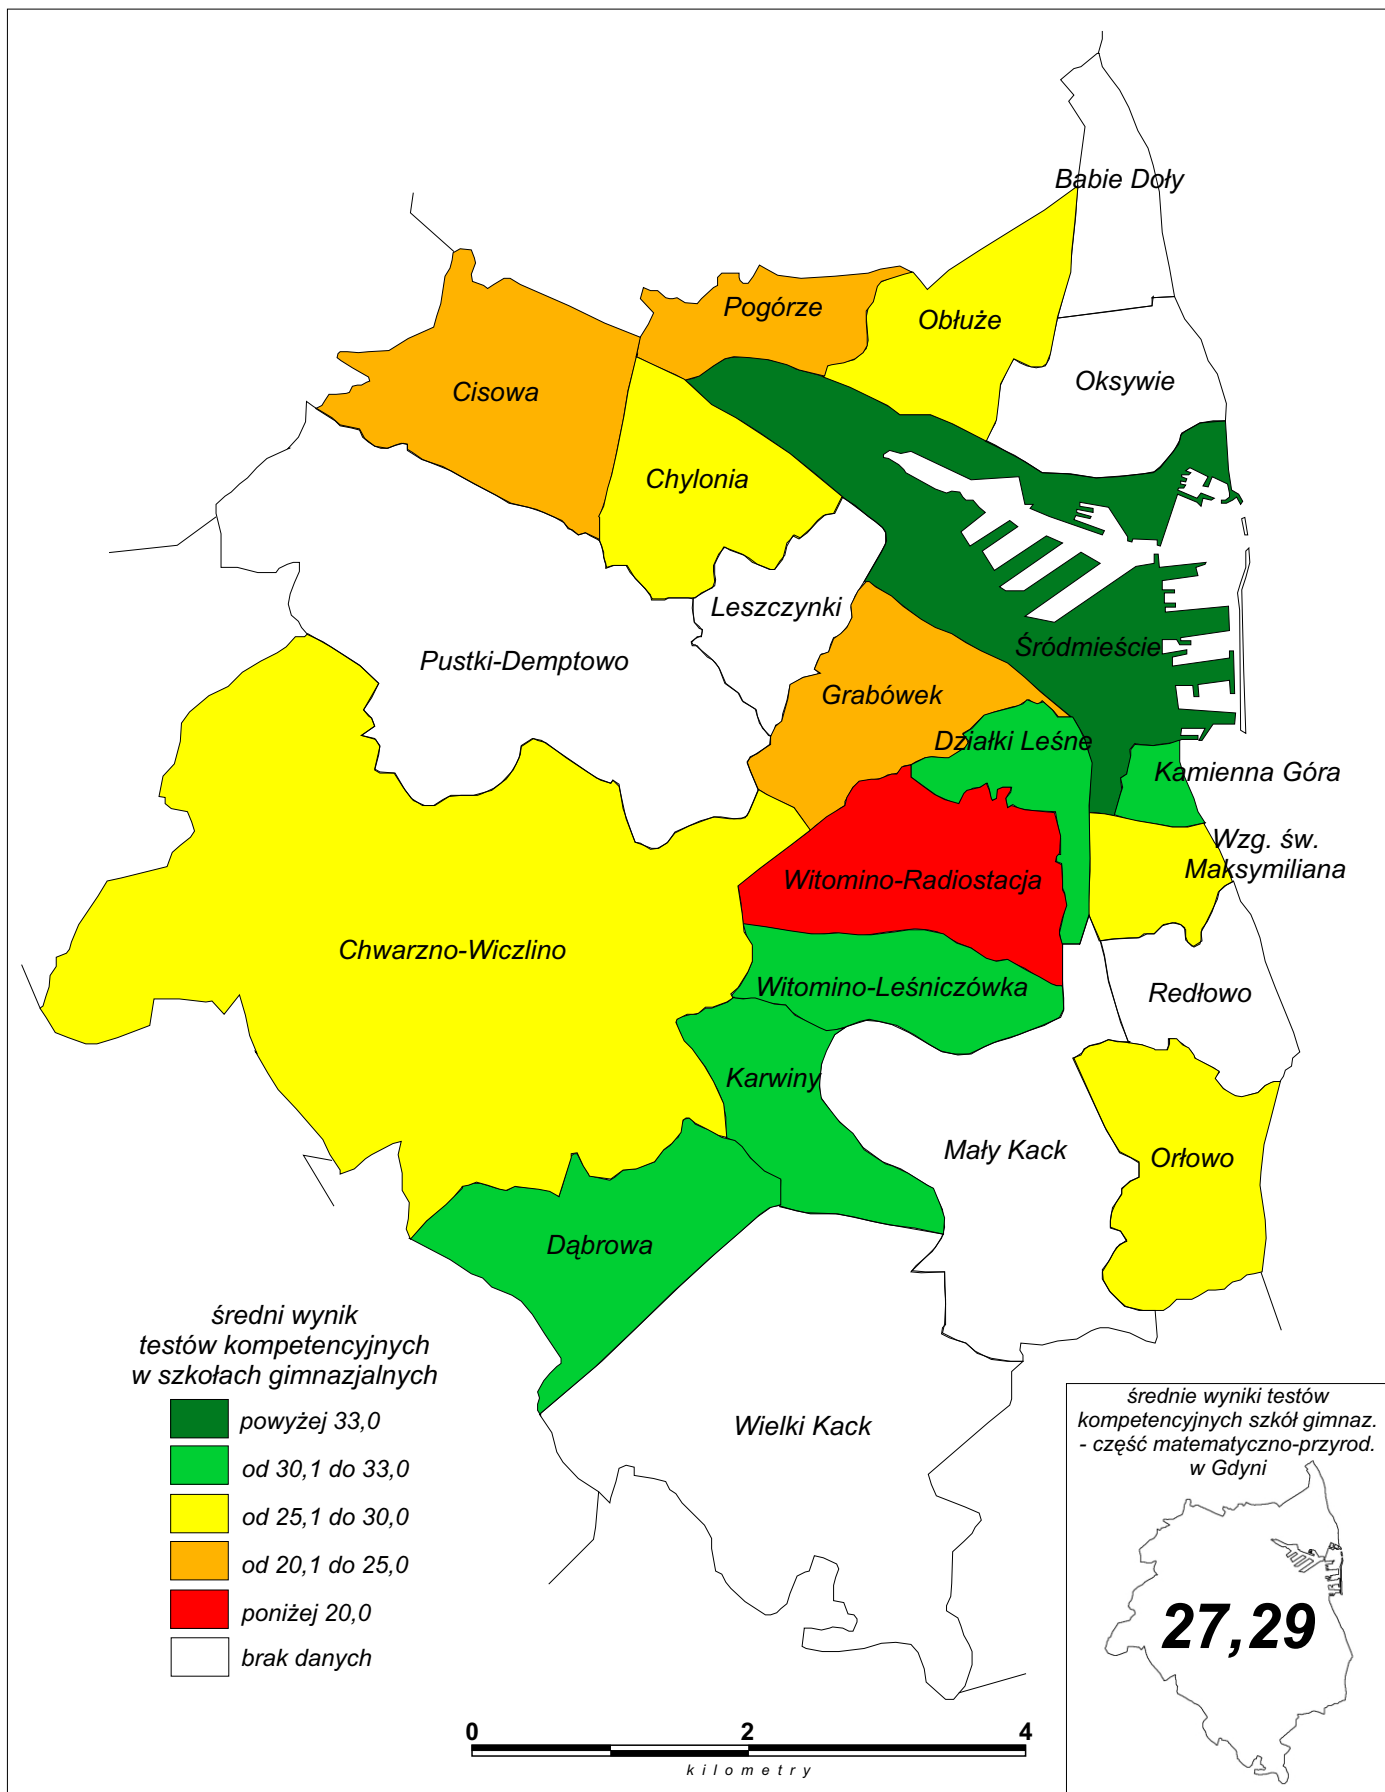 Babie Doły
Pogórze
Obłuże
Oksywie
Cisowa
Chylonia
Leszczynki
Śródmieście
Pustki-Demptowo
Grabówek
Działki Leśne
Kamienna Góra
Wzg. św.
Maksymiliana
Witomino-Radiostacja
Chwarzno-Wiczlino
Witomino-Leśniczówka
Redłowo
Karwiny
Mały Kack
Orłowo
Dąbrowa
Wielki Kack
średni wynik
testów kompetencyjnych
w szkołach gimnazjalnych
powyżej 33,0
od 30,1 do 33,0
od 25,1 do 30,0
od 20,1 do 25,0
poniżej 20,0
brak danych
średnie wyniki testów
kompetencyjnych szkół gimnaz.
- część matematyczno-przyrod.
w Gdyni
27,29
0 2 4
kilometry